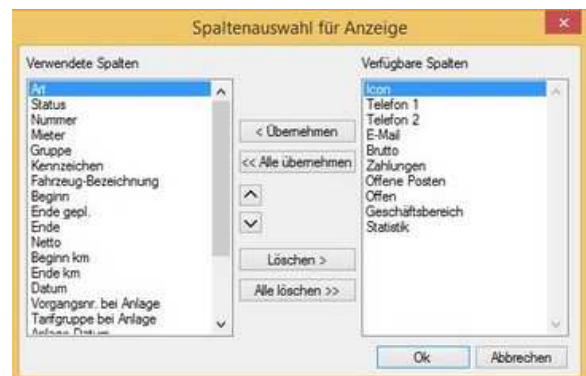 Spaltenauswahl für Anzeige
Verwendete Spalten
Art
Status
Nummer
Mieter
Gruppe
Kennzeichen
Fahrzeug-Bezeichnung
Beginn
Ende gepl.
Ende
Netto
Beginn km
Ende km
Datum
Vorgangsnr. bei Anlage
Tarifgruppe bei Anlage
Anlage Datum
< Übernehmen
<< Alle übernehmen
Löschen >
Alle löschen >>
Verfügbare Spalten
Icon
Telefon 1
Telefon 2
E-Mail
Brutto
Zahlungen
Offene Posten
Offen
Geschäftsbereich
Statistik
Ok
Abbrechen